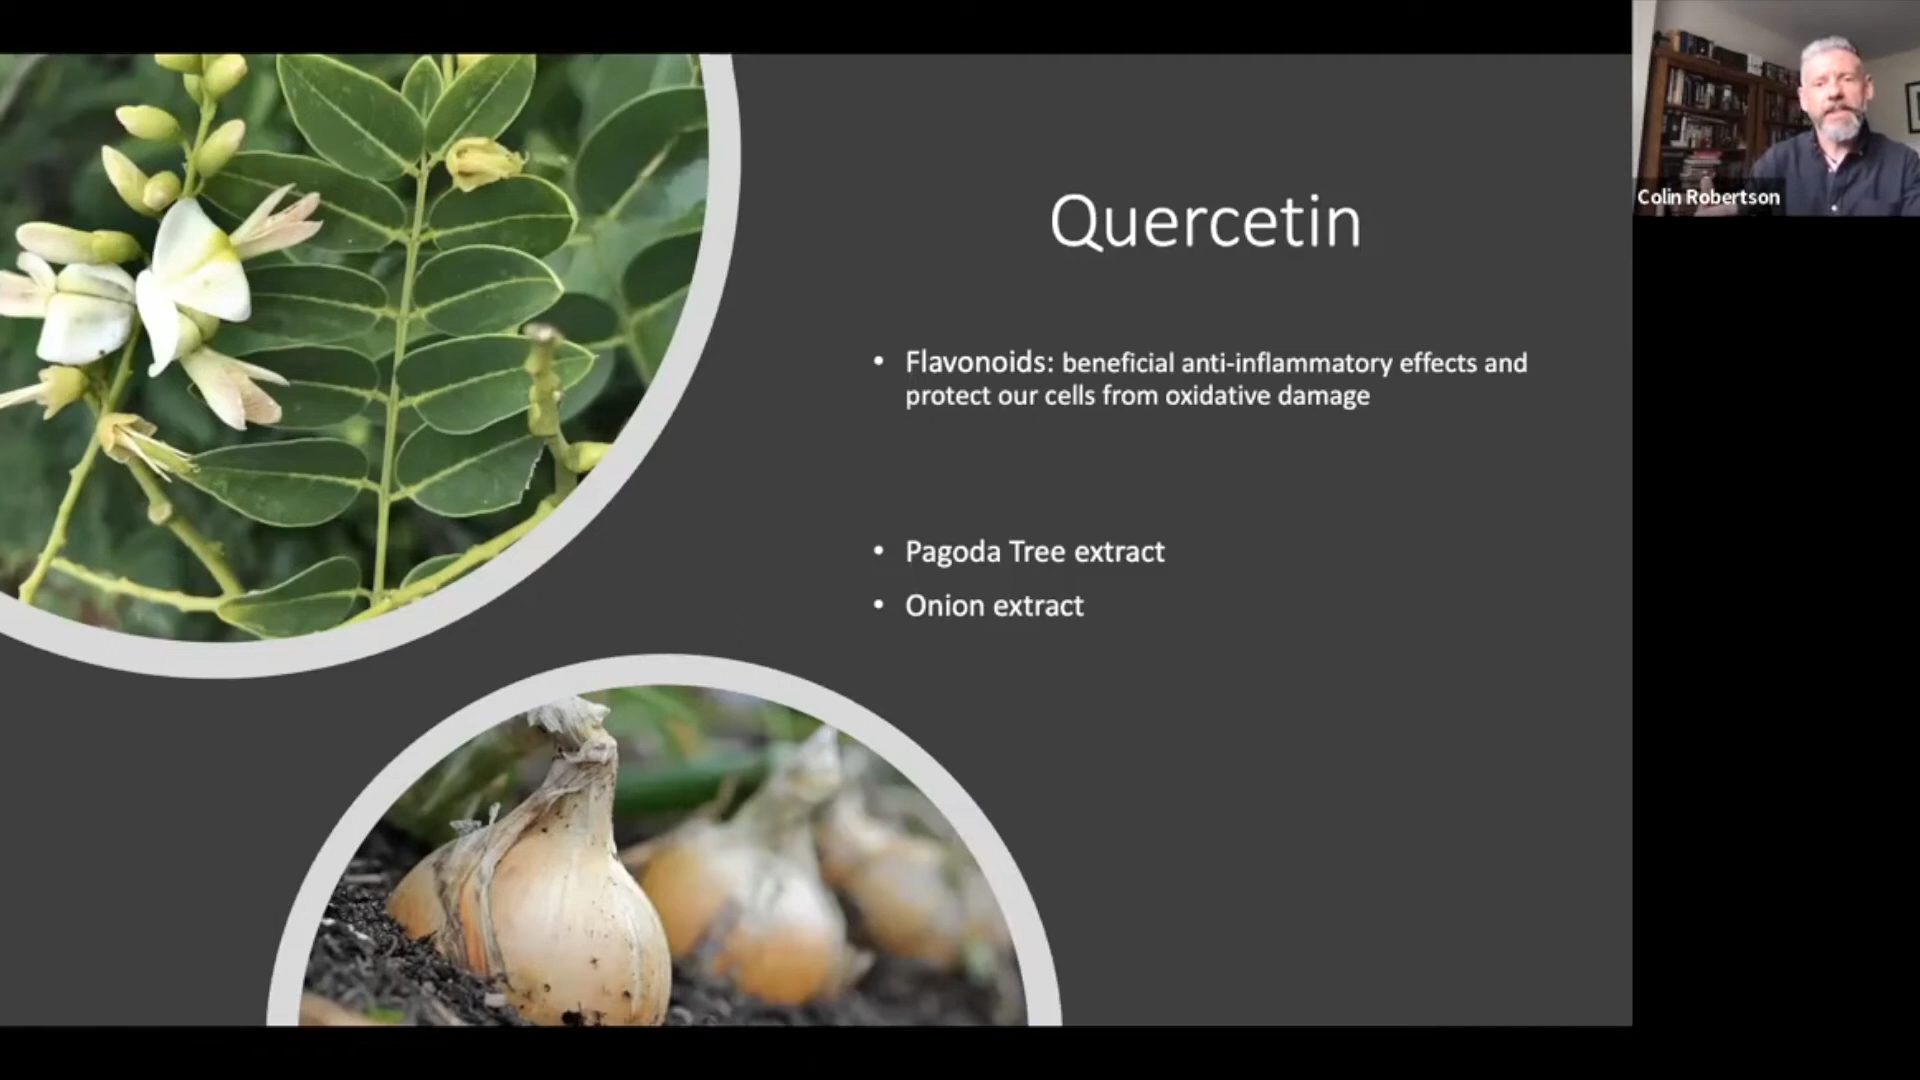 Quercetin
• Flavonoids: beneficial anti-inflammatory effects and
protect our cells from oxidative damage
• Pagoda Tree extract
• Onion extract
Colin Robertson